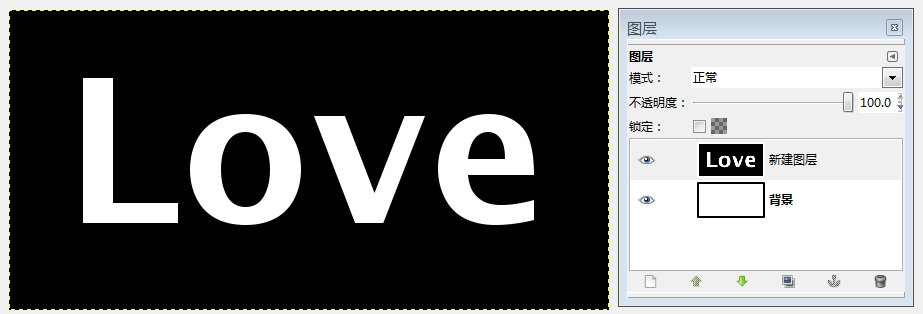 Love
图层
图层
模式：
正常
不透明度：
100.0
锁定：
Love
新建图层
背景